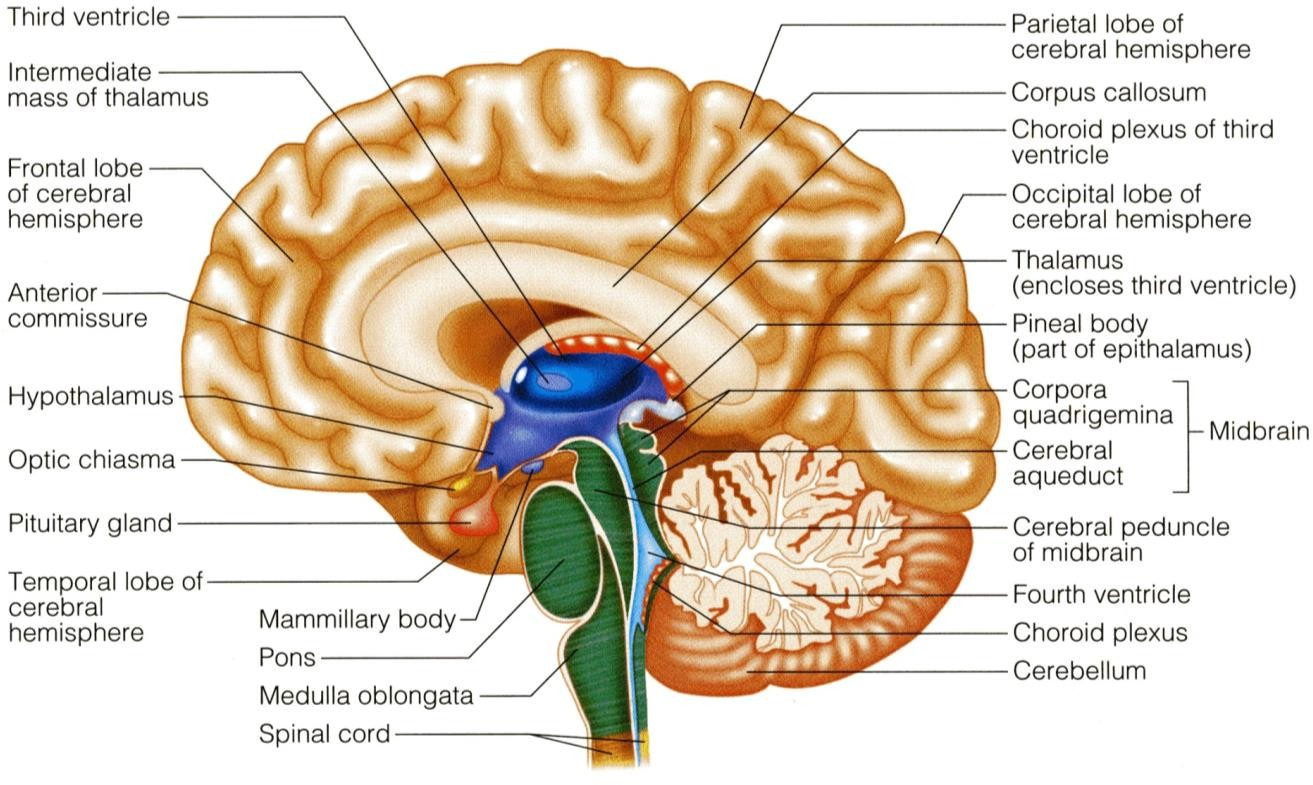 Third ventricle
Intermediate
mass of thalamus
Frontal lobe
of cerebral
hemisphere
Anterior
commissure
Hypothalamus
Optic chiasma
Pituitary gland
Temporal lobe of
cerebral
hemisphere
Mammillary body
Pons
Medulla oblongata
Spinal cord
Parietal lobe of
cerebral hemisphere
Corpus callosum
Choroid plexus of third
ventricle
Occipital lobe of
cerebral hemisphere
Thalamus
(encloses third ventricle)
Pineal body
(part of epithalamus)
Corpora
quadrigemina
Midbrain
Cerebral
aqueduct
Cerebral peduncle
of midbrain
Fourth ventricle
Choroid plexus
Cerebellum